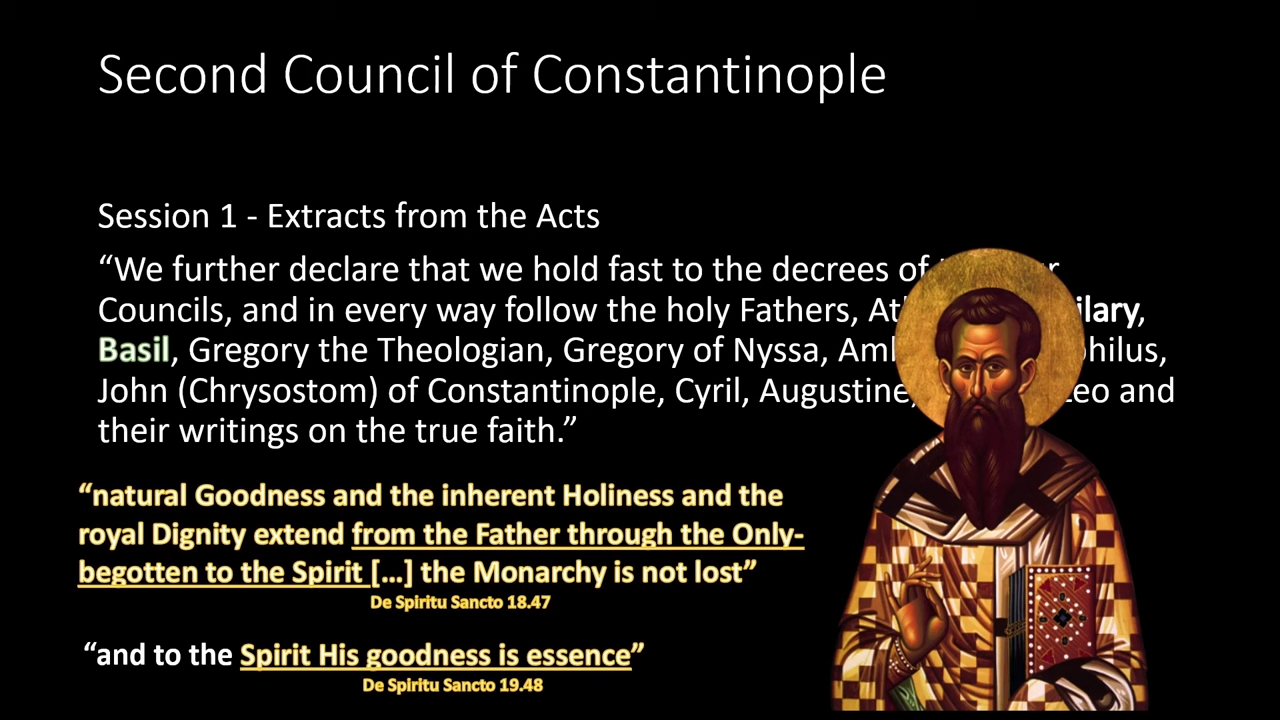 Second Council of Constantinople
Session 1 - Extracts from the Acts
“We further declare that we hold fast to the decrees of
Councils, and in every way follow the holy Fathers,
Basil, Gregory the Theologian, Gregory of Nyssa,
John (Chrysostom) of Constantinople, Cyril, Augustine, Leo and
their writings on the true faith.”
“natural Goodness and the inherent Holiness and the
royal Dignity extend from the Father through the Only-
begotten to the Spirit […] the Monarchy is not lost”
De Spiritu Sancto 18.47
“and to the Spirit His goodness is essence”
De Spiritu Sancto 19.48